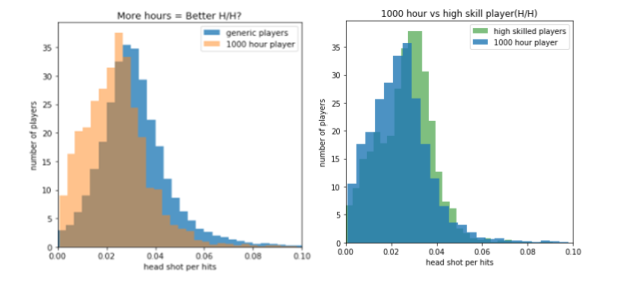 More hours = Better H/H?
generic players
1000 hour player
number of players
35
30
25
20
15
10
5
0
0.00 0.02 0.04 0.06 0.08 0.10
head shot per hits
1000 hour vs high skill player(H/H)
high skilled players
1000 hour player
number of players
35
30
25
20
15
10
5
0
0.00 0.02 0.04 0.06 0.08 0.10
head shot per hits